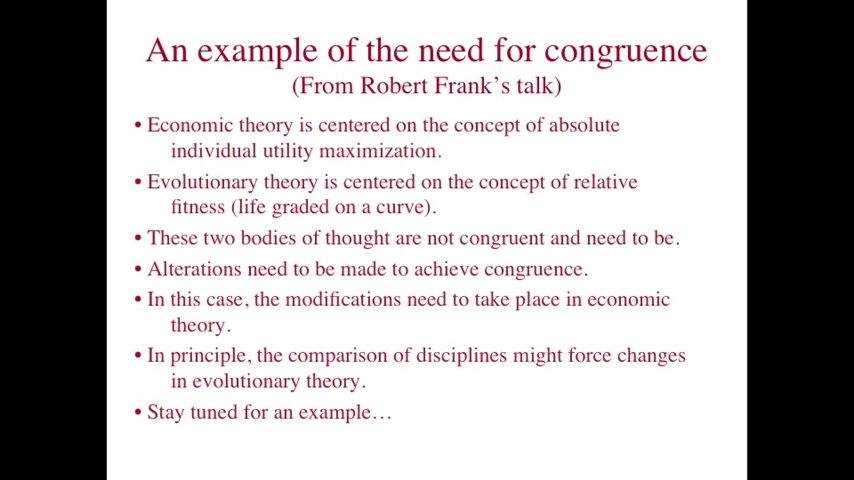 An example of the need for congruence
(From Robert Frank's talk)
• Economic theory is centered on the concept of absolute
individual utility maximization.
• Evolutionary theory is centered on the concept of relative
fitness (life graded on a curve).
• These two bodies of thought are not congruent and need to be.
• Alterations need to be made to achieve congruence.
• In this case, the modifications need to take place in economic
theory.
• In principle, the comparison of disciplines might force changes
in evolutionary theory.
• Stay tuned for an example…